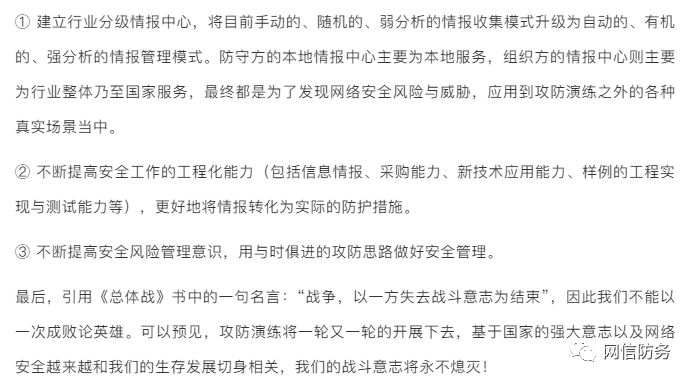 ① 建立行业分级情报中心，将目前手动的、随机的、弱分析的情报收集模式升级为自动的、有机
的、强分析的情报管理模式。防守方的本地情报中心主要为本地服务，组织方的情报中心则主要
为行业整体乃至国家服务，最终都是为了发现网络安全风险与威胁，应用到攻防演练之外的各种
真实场景当中。
② 不断提高安全工作的工程化能力（包括信息情报、采购能力、新技术应用能力、样例的工程实
现与测试能力等），更好地将情报转化为实际的防护措施。
③ 不断提高安全风险管理意识，用与时俱进的攻防思路做好安全管理。
最后，引用《总体战》书中的一句名言：“战争，以一方失去战斗意志为结束”，因此我们不能以
一次成败论英雄。可以预见，攻防演练将一轮又一轮的开展下去，基于国家的强大意志以及网络
安全越来越和我们的生存发展切身相关，我们的战斗意志将永不熄灭！
网信防务